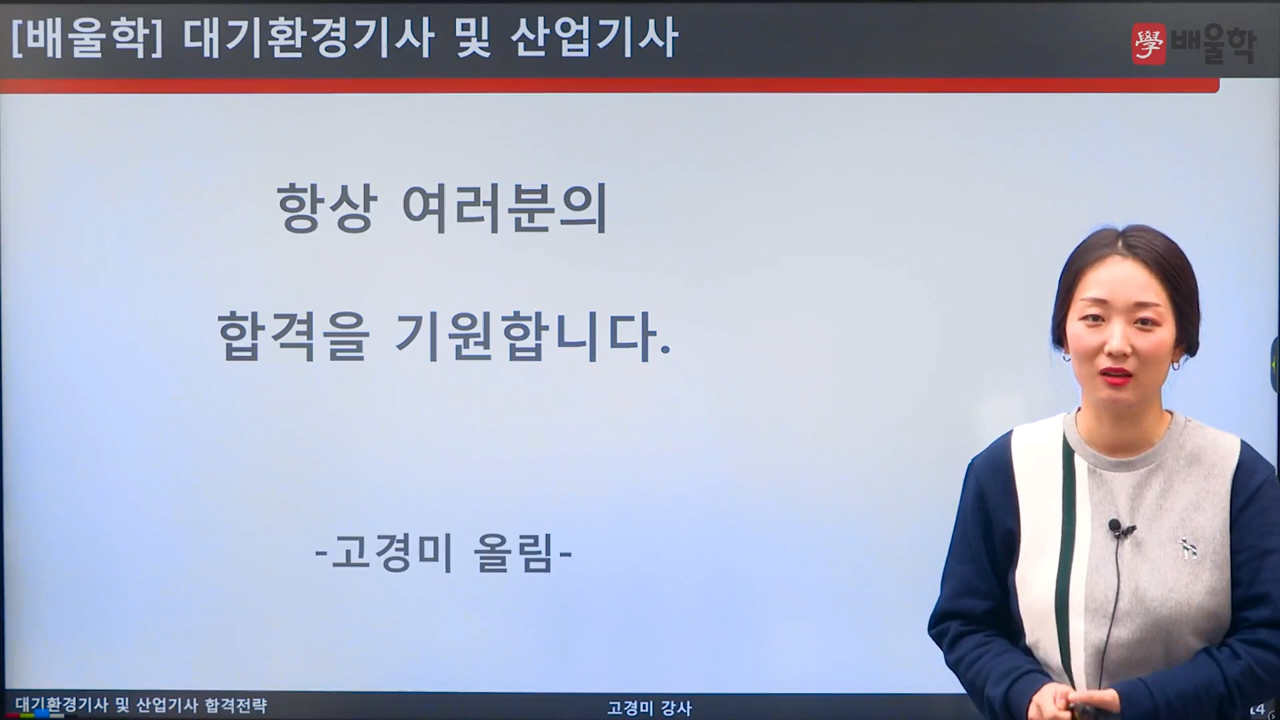 [배울학] 대기환경기사 및 산업기사
學 배울학
항상 여러분의
합격을 기원합니다.
-고경미 올림-
대기환경기사 및 산업기사 합격전략
고경미 강사
14